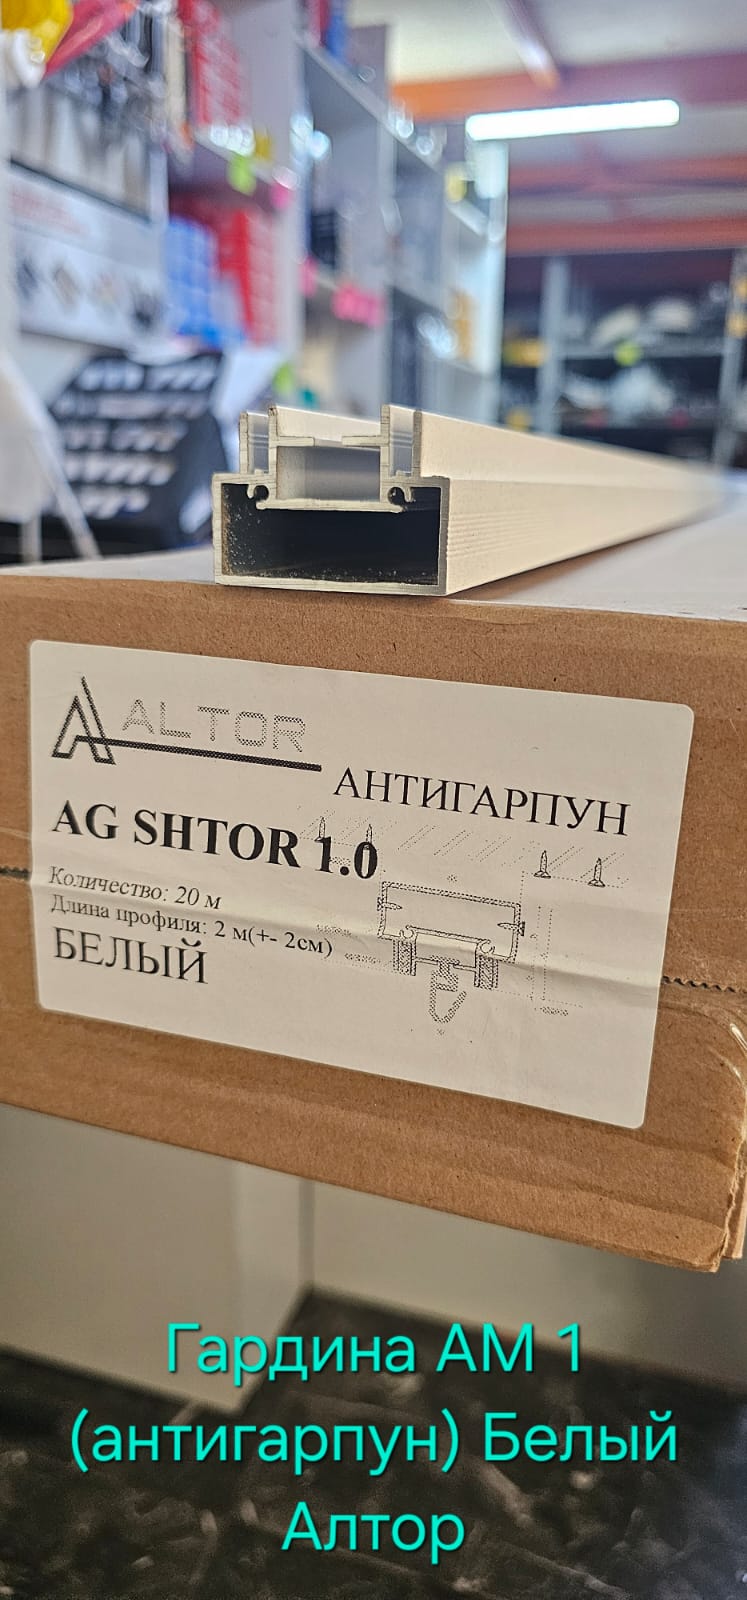 ALTOR
АНТИГАРПУН
AG SHTOR 1.0
Количество: 20 м
Длина профиля: 2 м(+- 2см)
БЕЛЫЙ
Гардина АМ 1
(антигарпун) Белый
Алтор